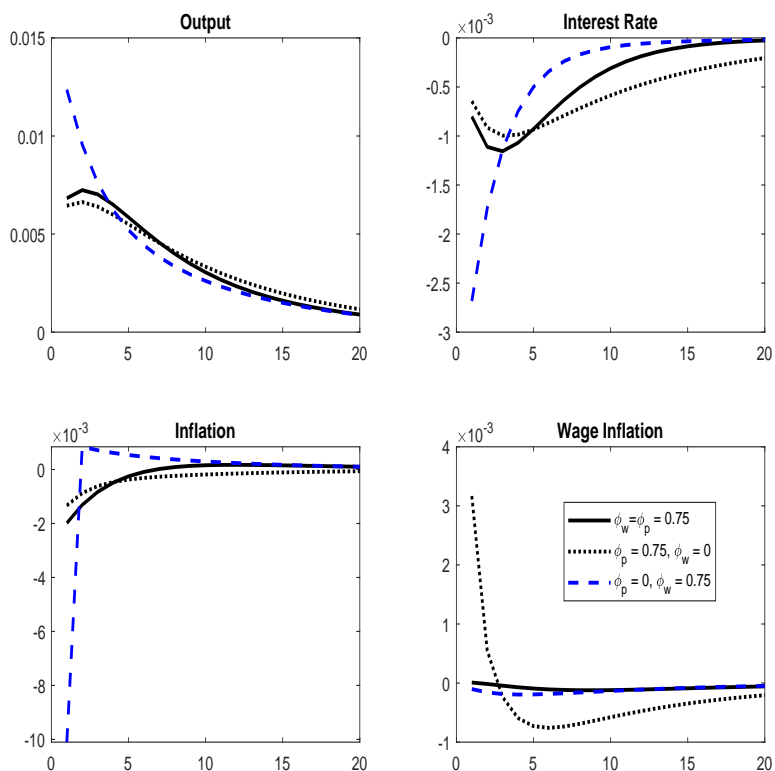 Output
0.015
0.01
0.005
0
0 5 10 15 20
Interest Rate
×10⁻³
0
-0.5
-1
-1.5
-2
-2.5
-3
0 5 10 15 20
Inflation
×10⁻³
0
-2
-4
-6
-8
-10
0 5 10 15 20
Wage Inflation
×10⁻³
4
3
2
1
0
-1
0 5 10 15 20
ϕw=ϕp = 0.75
ϕp = 0.75, ϕw = 0
ϕp = 0, ϕw = 0.75